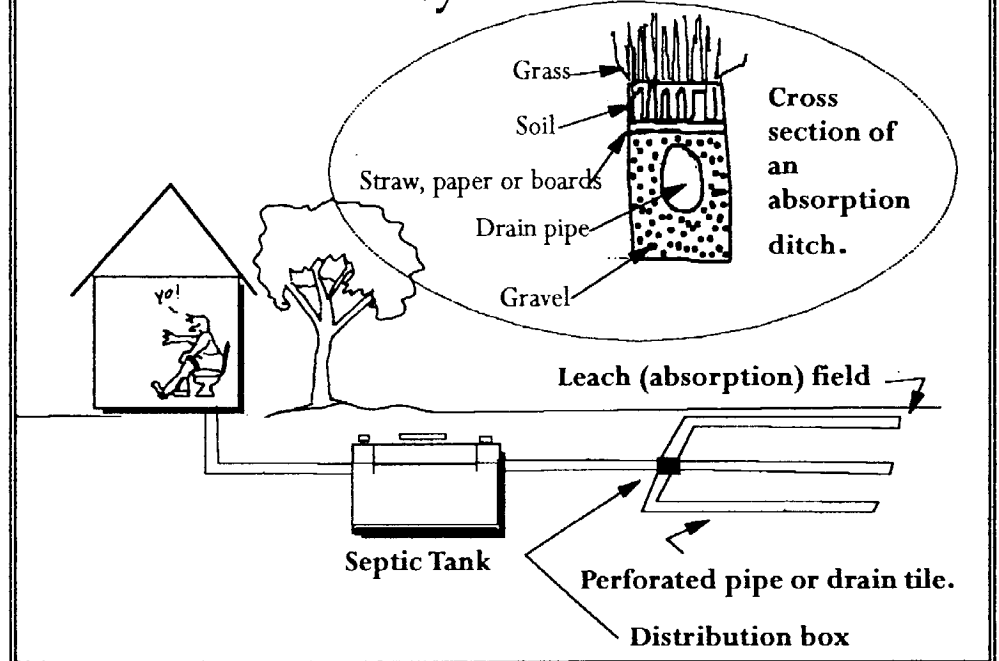 Grass
Soil
Straw, paper or boards
Drain pipe
Gravel
Cross
section of
an
absorption
ditch.
yo!
Leach (absorption) field
Septic Tank
Perforated pipe or drain tile.
Distribution box